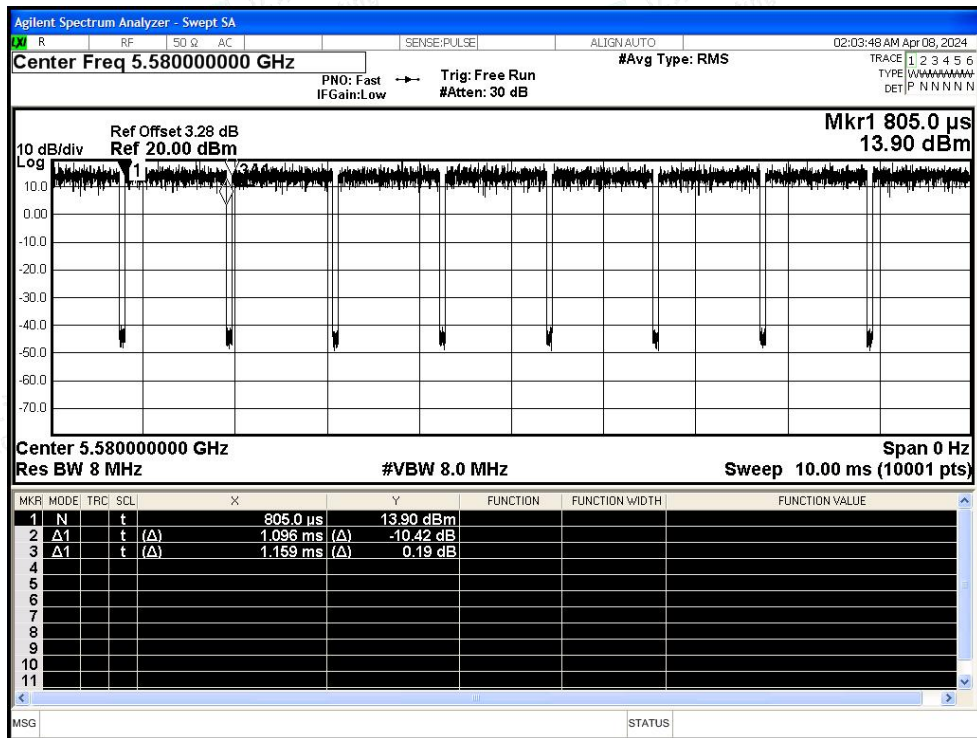 Agilent Spectrum Analyzer - Swept SA
LXI R RF 50 Ω AC SENSE:PULSE ALIGN AUTO 02:03:48 AM Apr 08, 2024
Center Freq 5.580000000 GHz #Avg Type: RMS TRACE 1 2 3 4 5 6
PNO: Fast Trig: Free Run TYPE WWWWWW
IFGain:Low #Atten: 30 dB DET P N N N N N
Mkr1 805.0 µs
Ref Offset 3.28 dB
10 dB/div Ref 20.00 dBm 13.90 dBm
Log
1 3Δ1
10.0
0.00
-10.0
-20.0
-30.0
-40.0
-50.0
-60.0
-70.0
Center 5.580000000 GHz Span 0 Hz
Res BW 8 MHz #VBW 8.0 MHz Sweep 10.00 ms (10001 pts)
MKR MODE TRC SCL X Y FUNCTION FUNCTION WIDTH FUNCTION VALUE
1 N t 805.0 µs 13.90 dBm
2 Δ1 t (Δ) 1.096 ms (Δ) -10.42 dB
3 Δ1 t (Δ) 1.159 ms (Δ) 0.19 dB
4
5
6
7
8
9
10
11
MSG STATUS